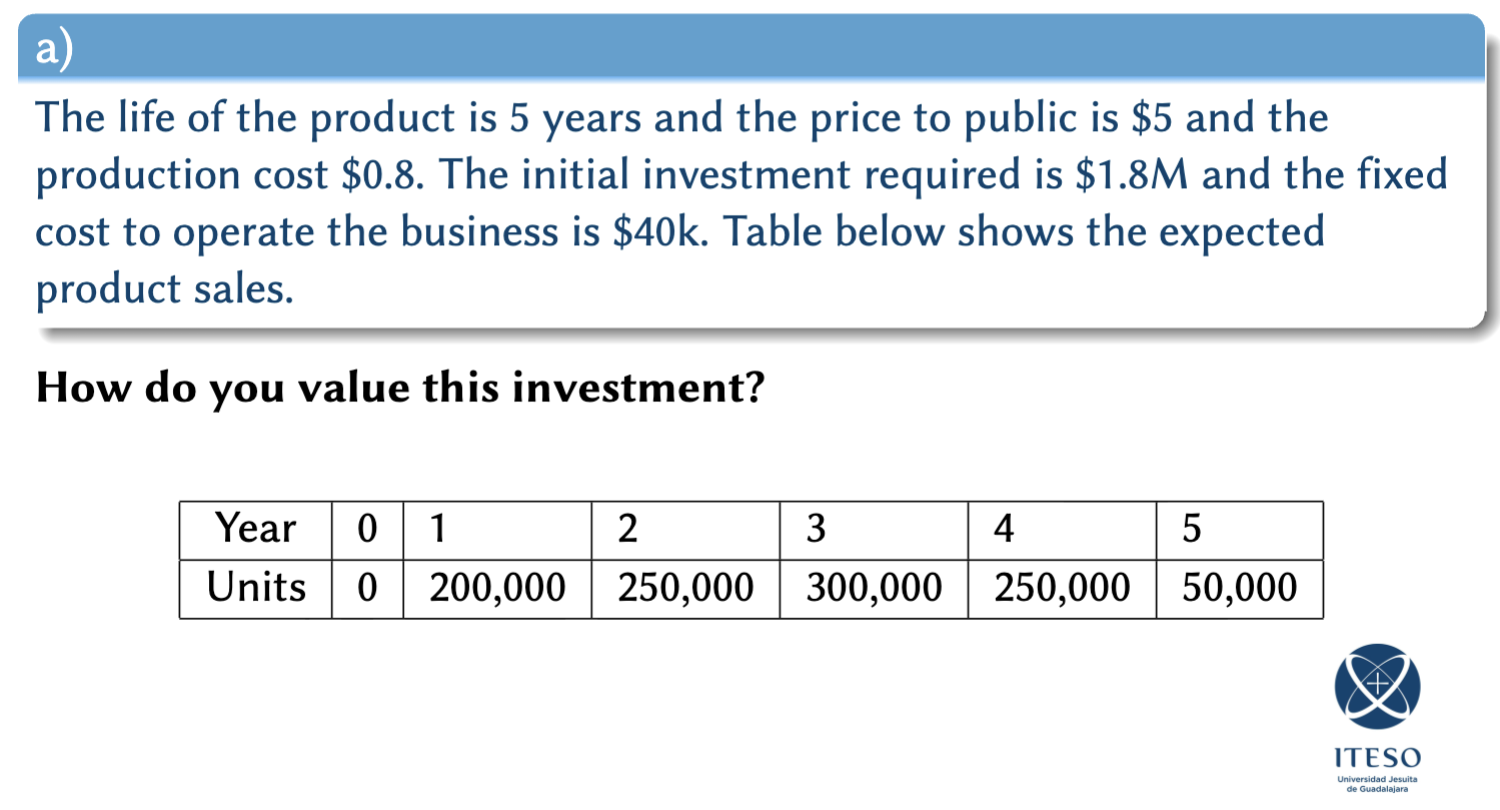 a)
The life of the product is 5 years and the price to public is $5 and the
production cost $0.8. The initial investment required is $1.8M and the fixed
cost to operate the business is $40k. Table below shows the expected
product sales.
How do you value this investment?
Year 0 1 2 3 4 5
Units 0 200,000 250,000 300,000 250,000 50,000
ITESO
Universidad Jesuita
de Guadalajara